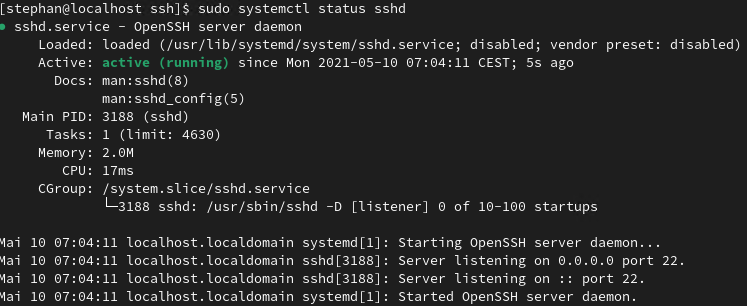 [stephan@localhost ssh]$ sudo systemctl status sshd
● sshd.service - OpenSSH server daemon
     Loaded: loaded (/usr/lib/systemd/system/sshd.service; disabled; vendor preset: disabled)
     Active: active (running) since Mon 2021-05-10 07:04:11 CEST; 5s ago
       Docs: man:sshd(8)
             man:sshd_config(5)
   Main PID: 3188 (sshd)
      Tasks: 1 (limit: 4630)
     Memory: 2.0M
        CPU: 17ms
     CGroup: /system.slice/sshd.service
             └─3188 sshd: /usr/sbin/sshd -D [listener] 0 of 10-100 startups

Mai 10 07:04:11 localhost.localdomain systemd[1]: Starting OpenSSH server daemon...
Mai 10 07:04:11 localhost.localdomain sshd[3188]: Server listening on 0.0.0.0 port 22.
Mai 10 07:04:11 localhost.localdomain sshd[3188]: Server listening on :: port 22.
Mai 10 07:04:11 localhost.localdomain systemd[1]: Started OpenSSH server daemon.